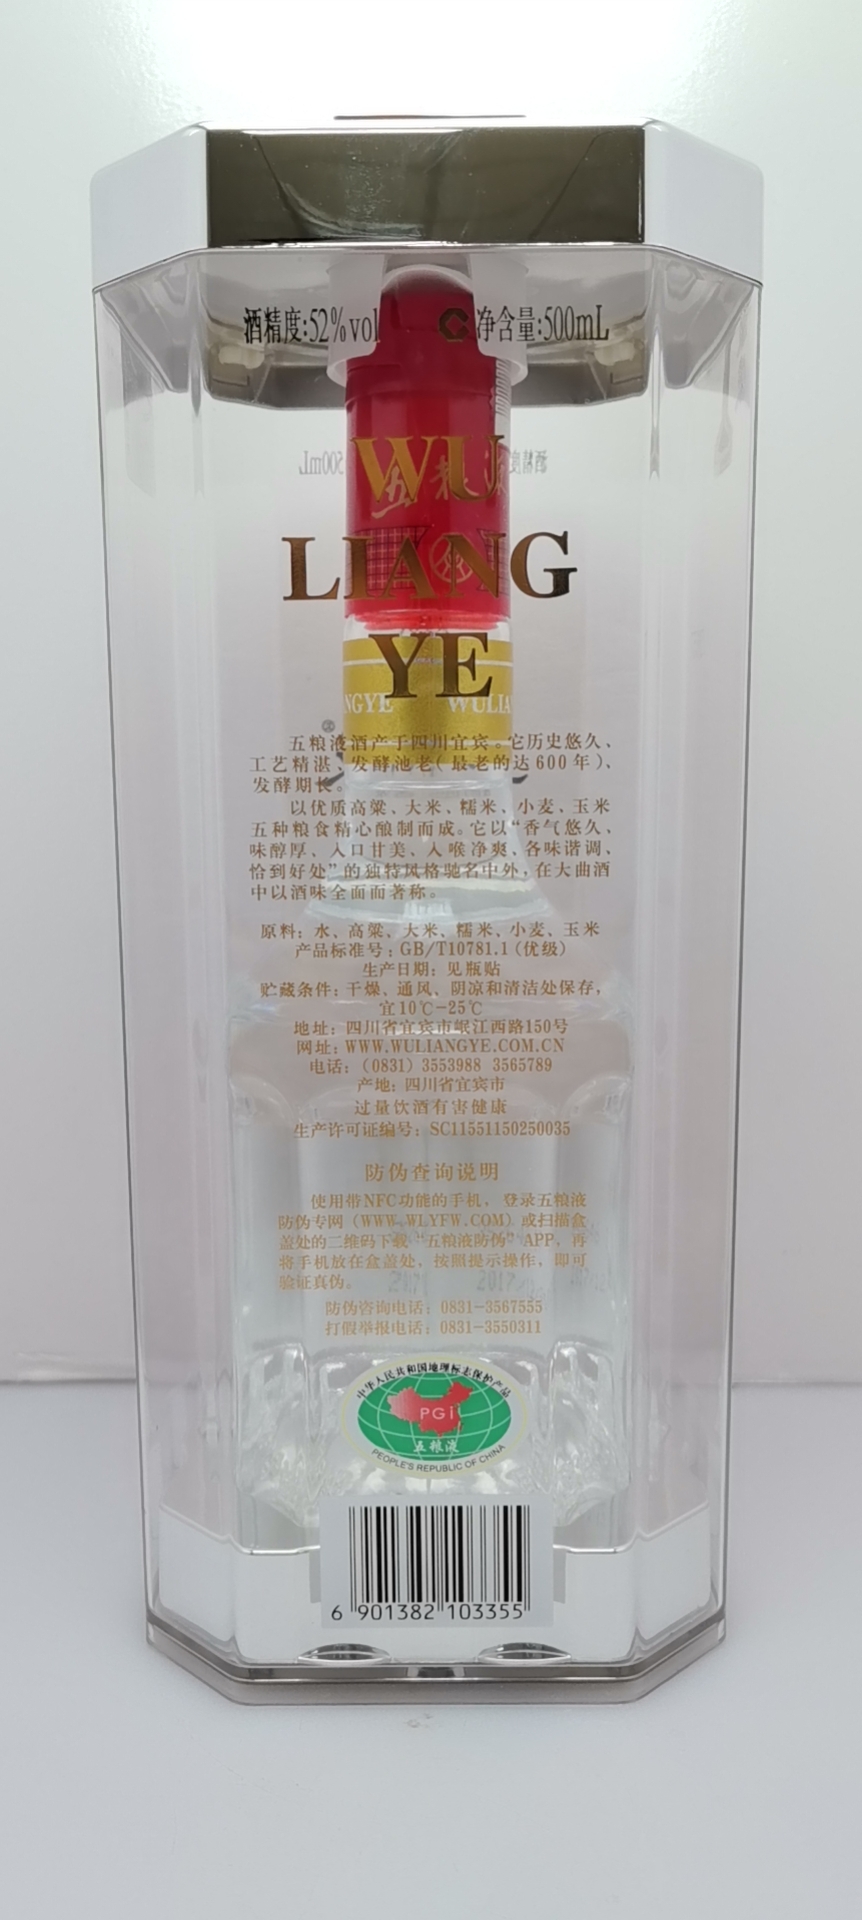 酒精度:52%vol
C 净含量:500mL
WU
LIANG
YE
五粮液酒产于四川宜宾。它历史悠久、
工艺精湛、发酵池老(最老的达600年)、
发酵期长。
以优质高粱、大米、糯米、小麦、玉米
五种粮食精心酿制而成。它以“香气悠久、
味醇厚、入口甘美、入喉净爽、各味谐调、
恰到好处”的独特风格驰名中外,在大曲酒
中以酒味全面而著称。
原料: 水、高粱、大米、糯米、小麦、玉米
产品标准号: GB/T10781.1 (优级)
生产日期: 见瓶贴
贮藏条件: 干燥、通风、阴凉和清洁处保存,
宜10℃-25℃
地址: 四川省宜宾市岷江西路150号
网址: WWW.WULIANGYE.COM.CN
电话: (0831) 3553988 3565789
产地: 四川省宜宾市
过量饮酒有害健康
生产许可证编号: SC11551150250035
防伪查询说明
使用带NFC功能的手机, 登录五粮液
防伪专网 (WWW.WLYFW.COM) 或扫描盒
盖处的二维码下载“五粮液防伪”APP, 再
将手机放在盒盖处, 按照提示操作, 即可
验证真伪。
防伪咨询电话: 0831-3567555
打假举报电话: 0831-3550311
中华人民共和国地理标志保护产品
PGI
五粮液
PEOPLE'S REPUBLIC OF CHINA
6 901382 103355